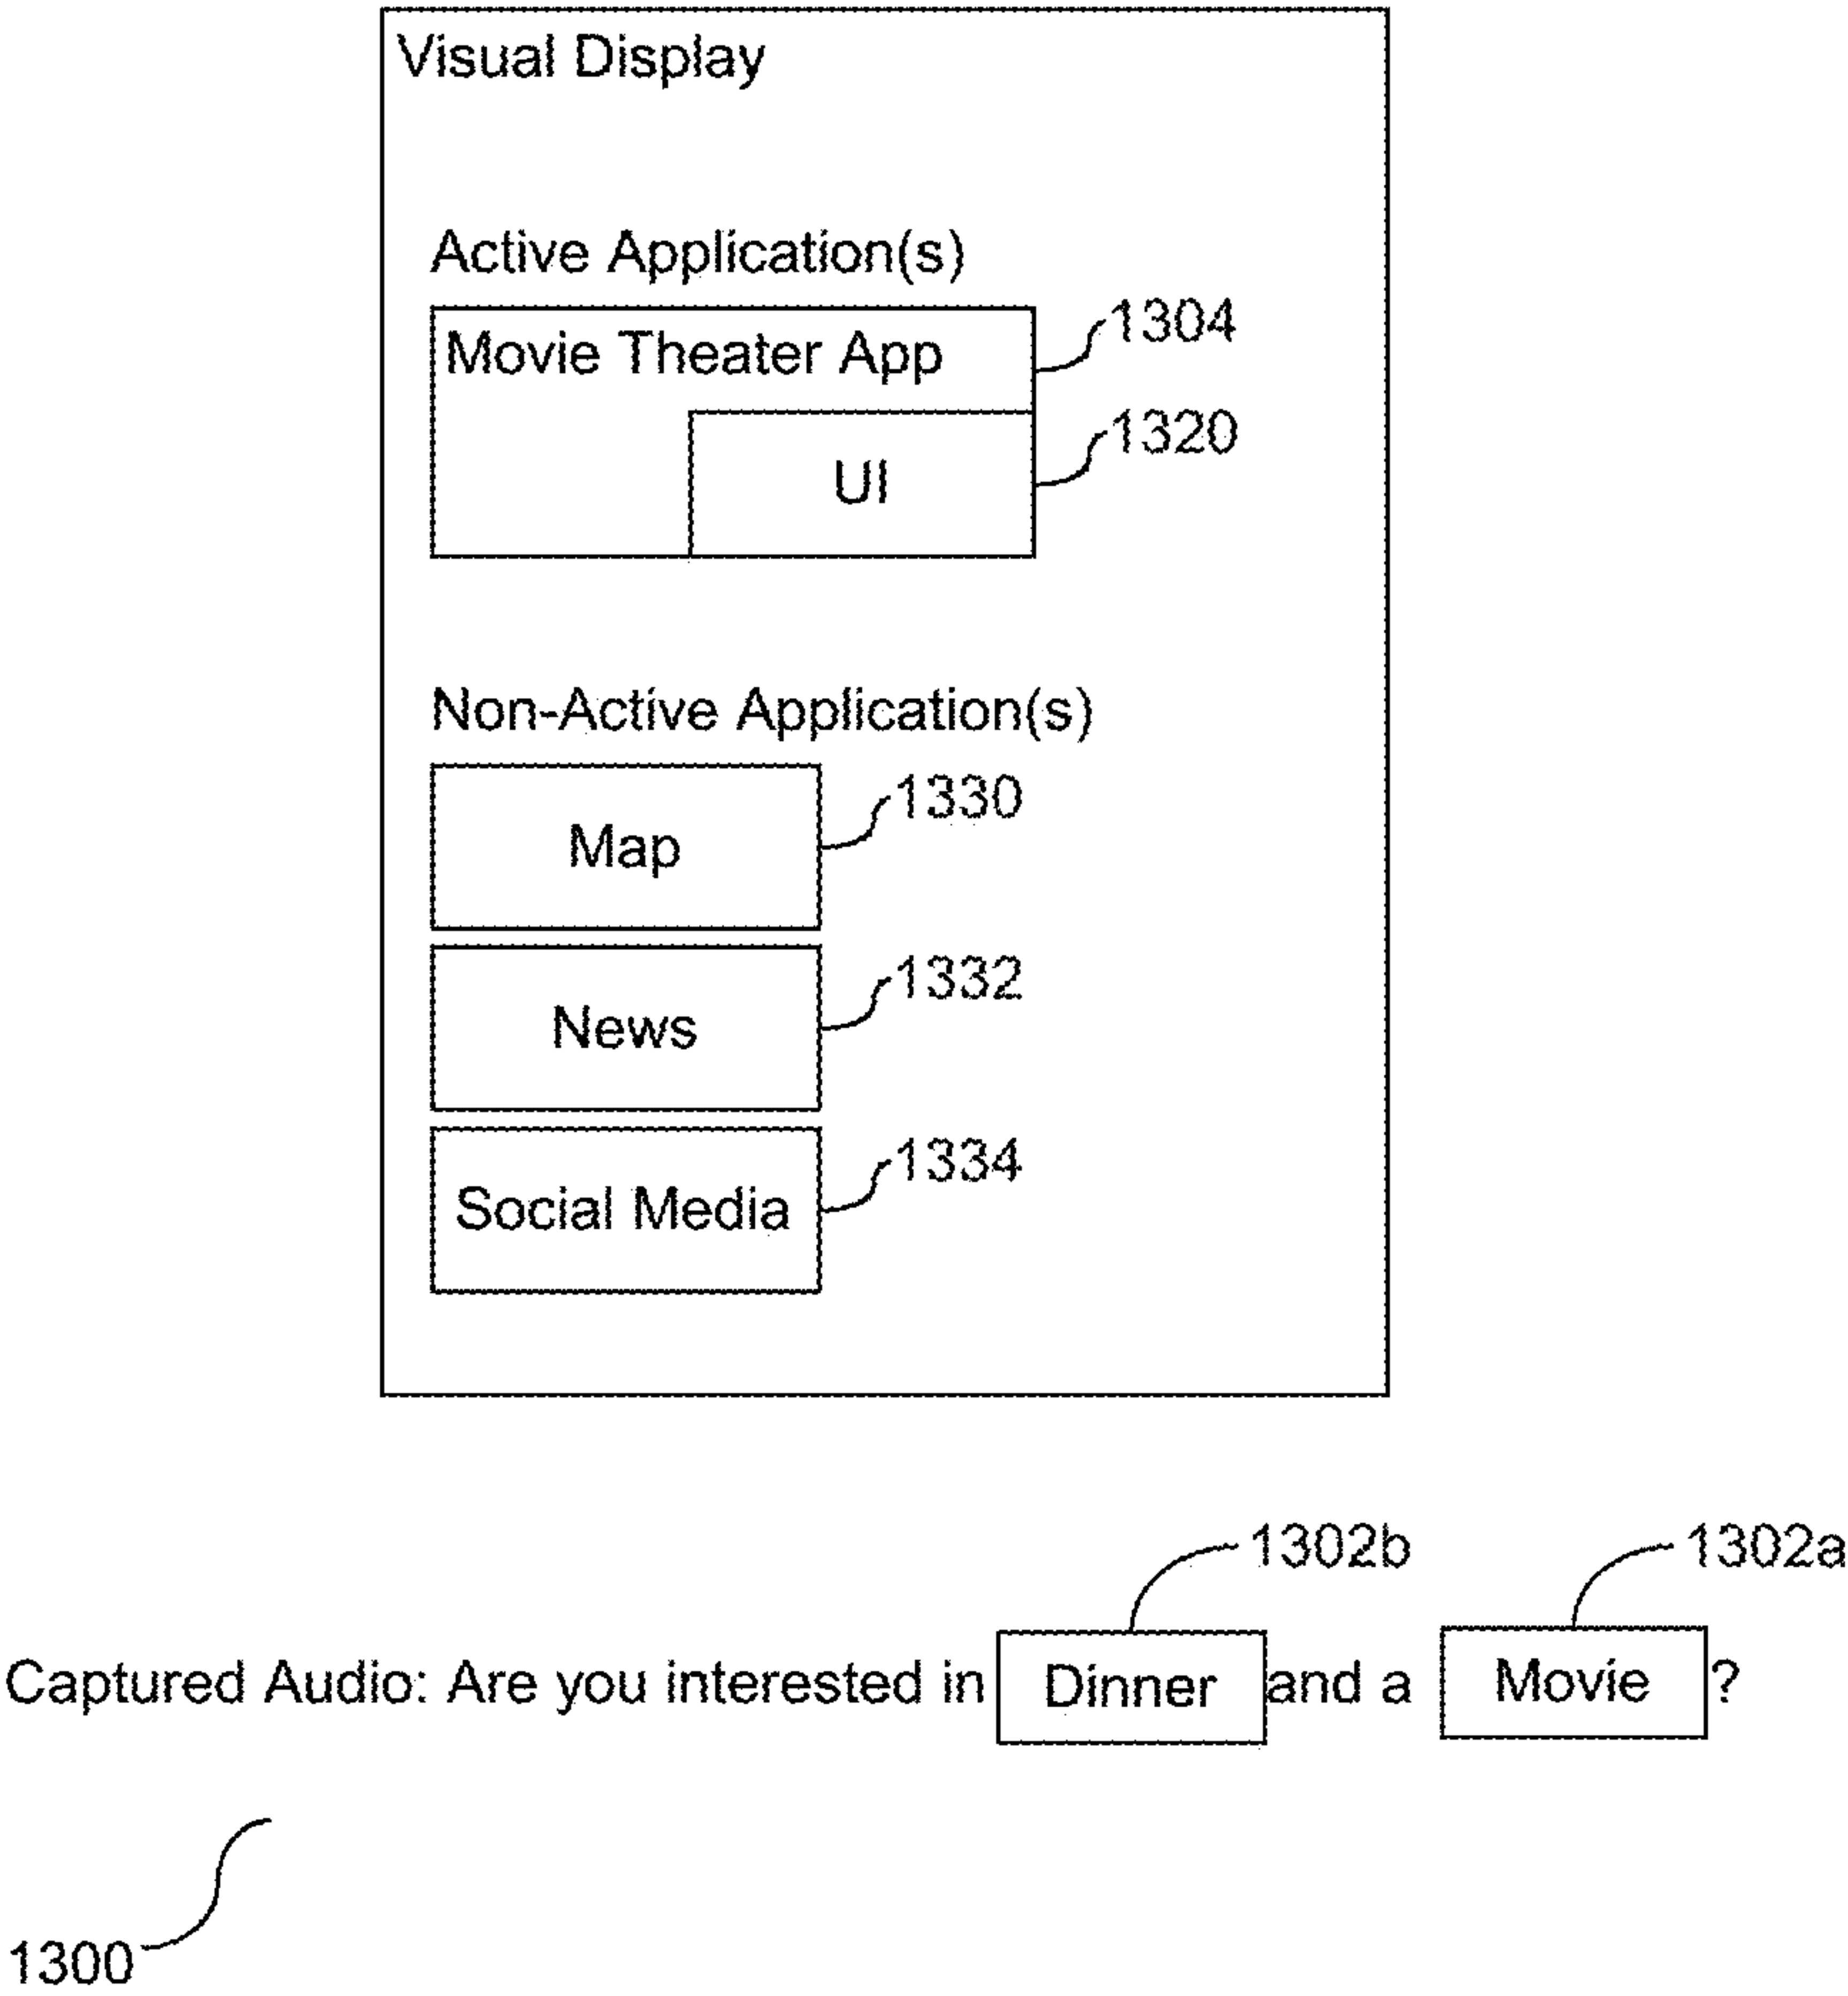 Visual Display
Active Application(s)
Movie Theater App
1304
UI
1320
Non-Active Application(s)
Map
1330
News
1332
Social Media
1334
1302b
1302a
Captured Audio: Are you interested in Dinner and a Movie ?
1300